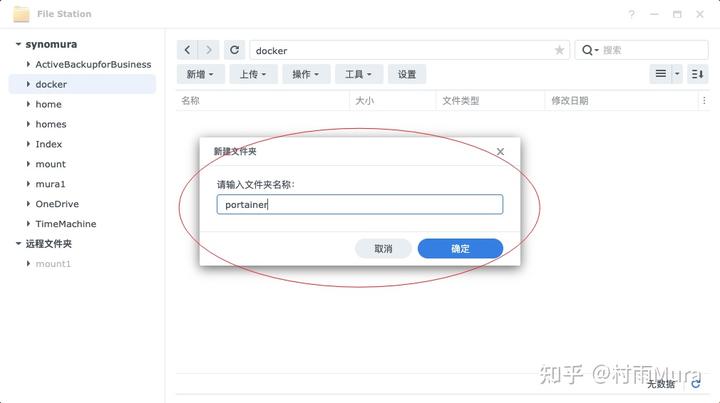 File Station
synomura
ActiveBackupforBusiness
docker
home
homes
Index
mount
mura1
OneDrive
TimeMachine
远程文件夹
mount1
docker
搜索
新增 上传 操作 工具 设置
名称 大小 文件类型 修改日期
新建文件夹
请输入文件夹名称：
portainer
取消 确定
无数据
知乎 @村雨Mura